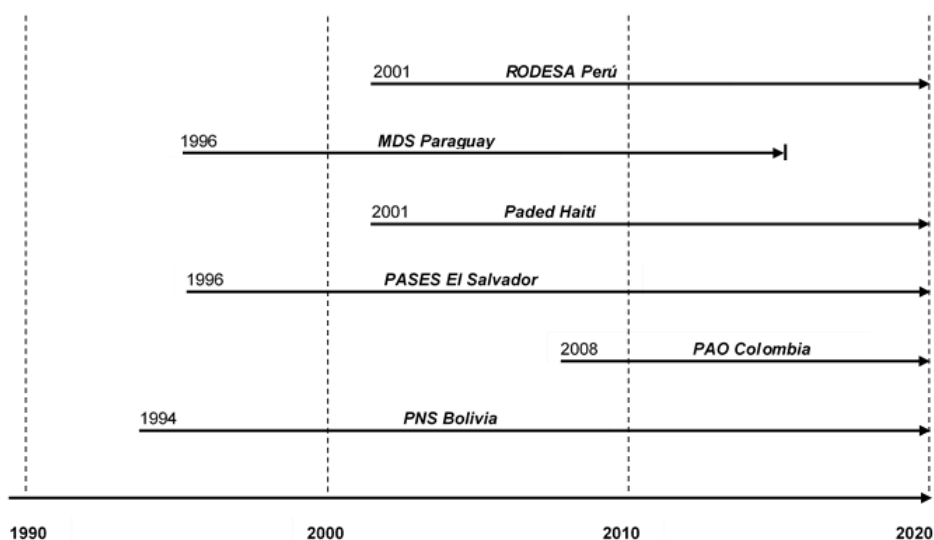 2001 RODESA Perú
1996 MDS Paraguay
2001 Paded Haiti
1996 PASES El Salvador
2008 PAO Colombia
1994 PNS Bolivia
1990 2000 2010 2020